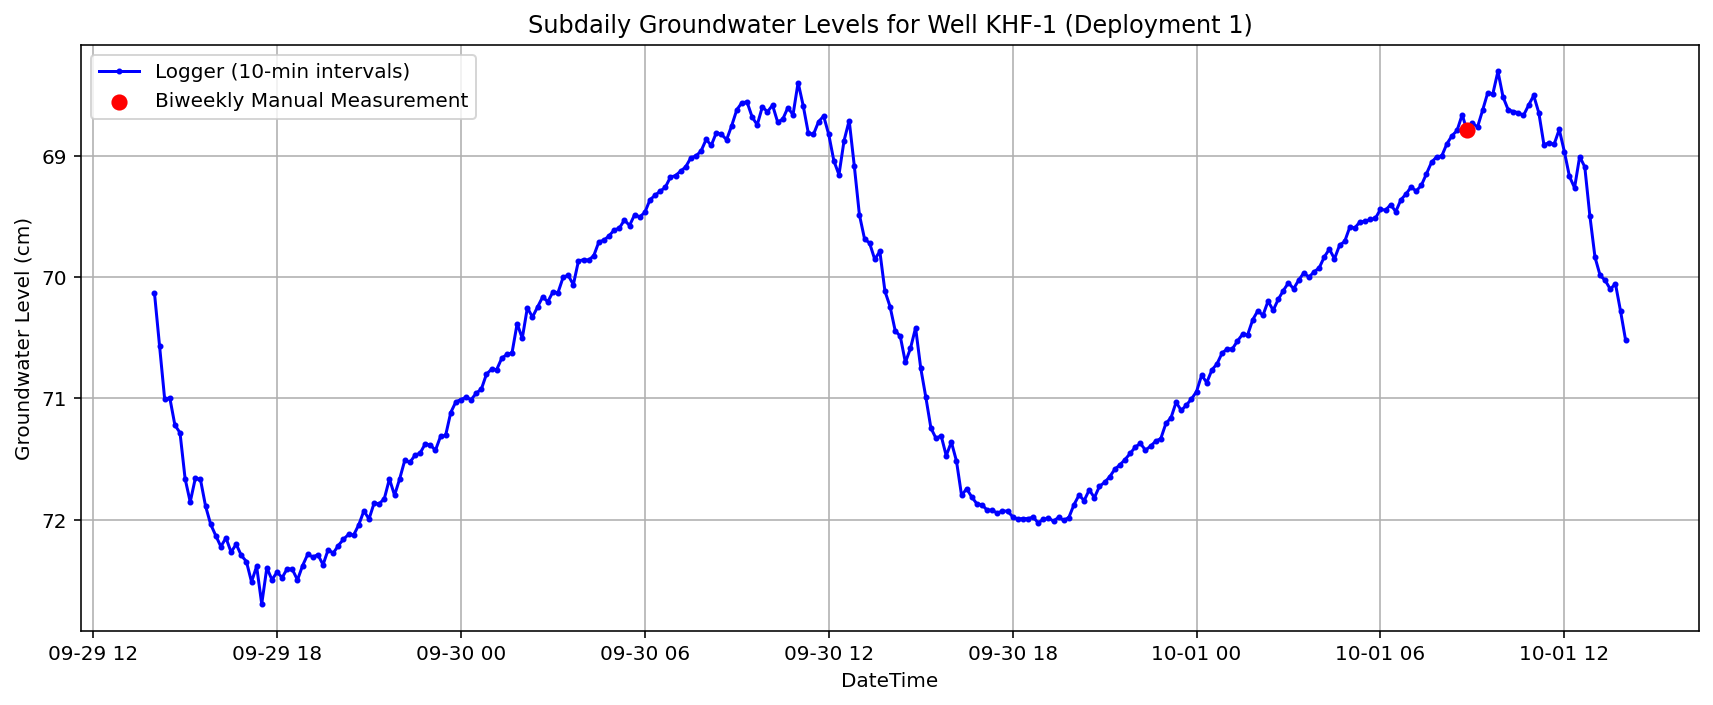 Subdaily Groundwater Levels for Well KHF-1 (Deployment 1)
Logger (10-min intervals)
Biweekly Manual Measurement
Groundwater Level (cm)
69
70
71
72
09-29 12
09-29 18
09-30 00
09-30 06
09-30 12
09-30 18
10-01 00
10-01 06
10-01 12
DateTime